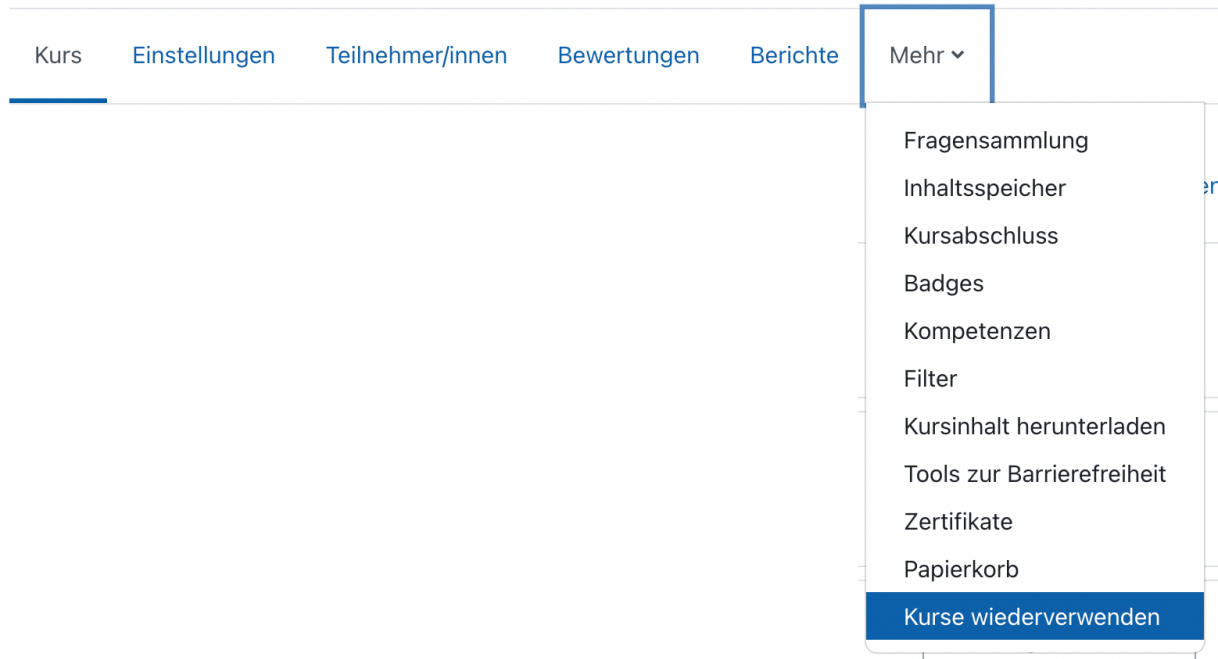 Kurs Einstellungen Teilnehmer/innen Bewertungen Berichte Mehr
Fragensammlung
Inhaltsspeicher
Kursabschluss
Badges
Kompetenzen
Filter
Kursinhalt herunterladen
Tools zur Barrierefreiheit
Zertifikate
Papierkorb
Kurse wiederverwenden